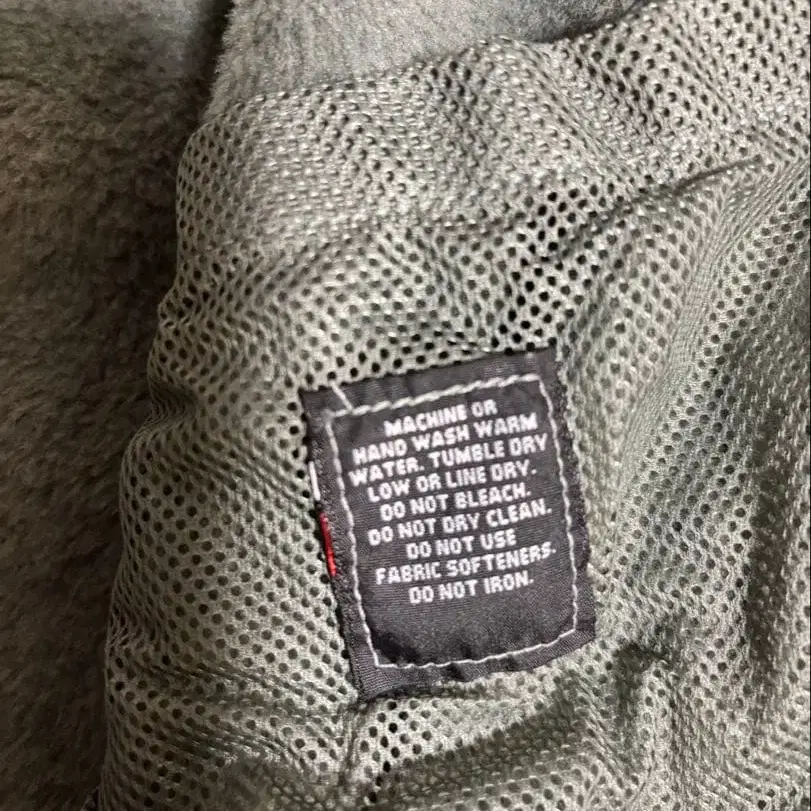 MACHINE OR
HAND WASH WARM
WATER. TUMBLE DRY
LOW OR LINE DRY.
DO NOT BLEACH.
DO NOT DRY CLEAN.
DO NOT USE
FABRIC SOFTENERS.
DO NOT IRON.